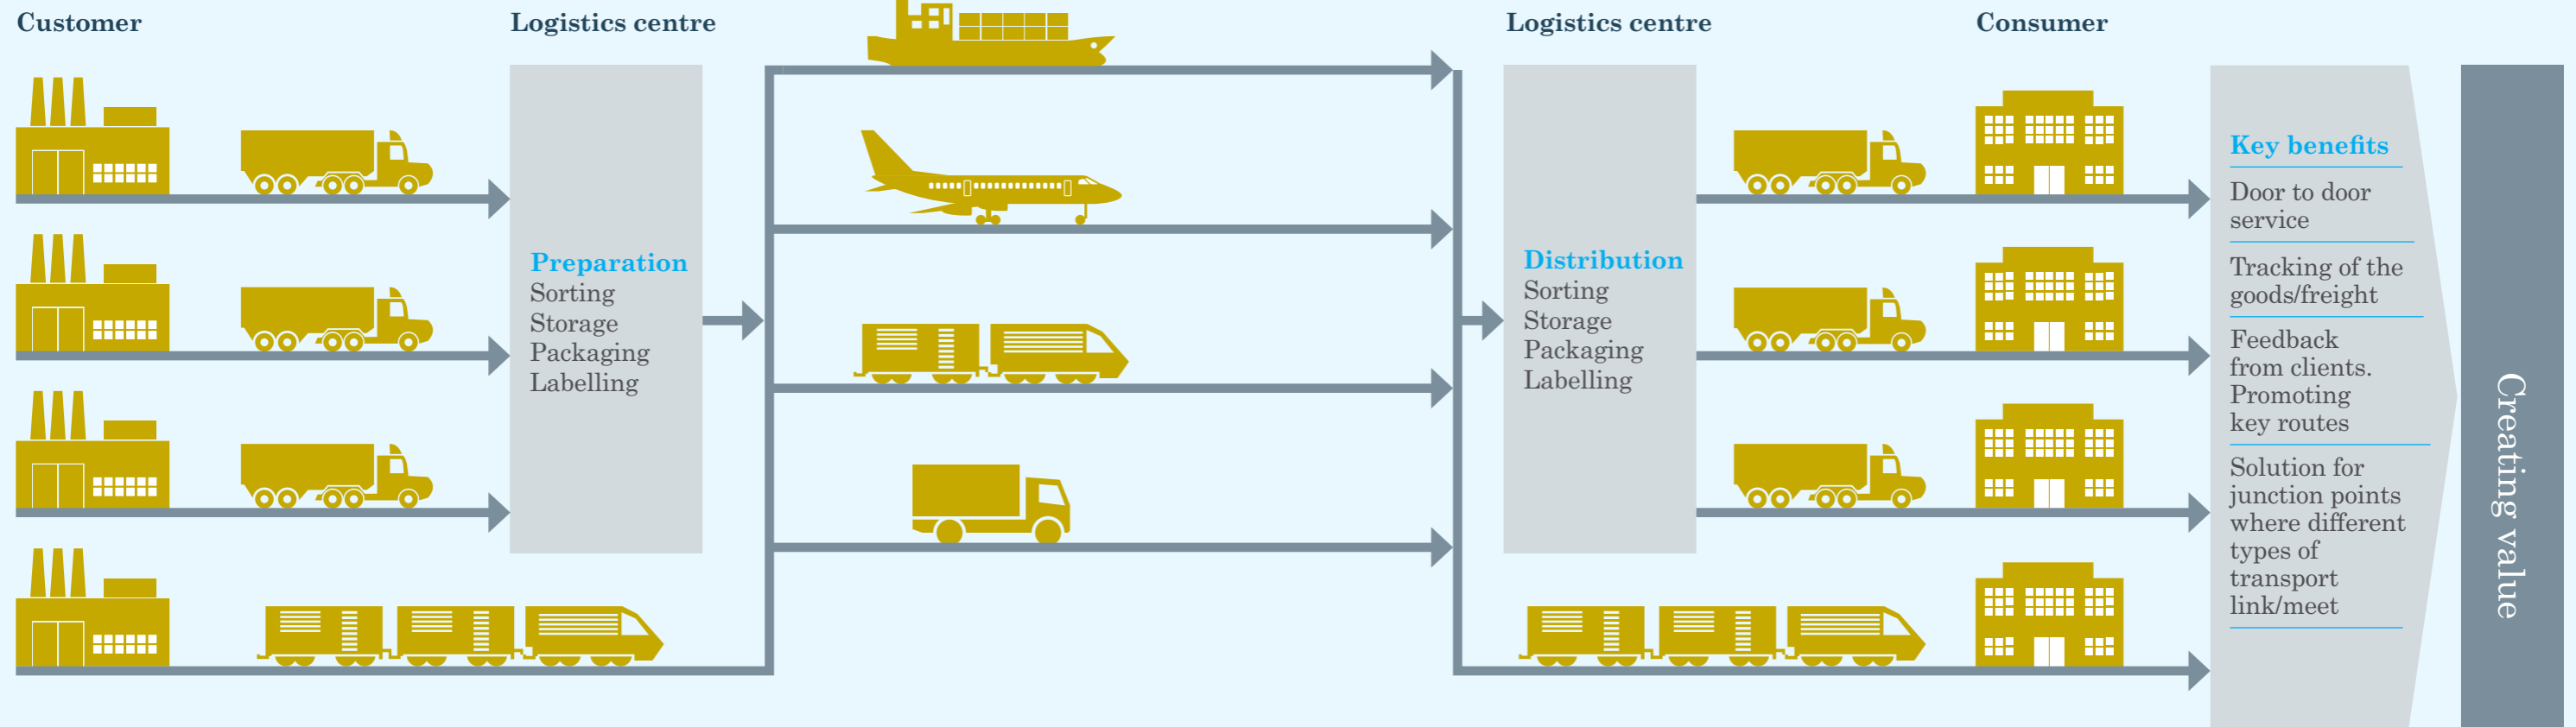 Customer
Logistics centre
Logistics centre
Consumer
Preparation
Sorting
Storage
Packaging
Labelling
Distribution
Sorting
Storage
Packaging
Labelling
Key benefits
Door to door
service
Tracking of the
goods/freight
Feedback
from clients.
Promoting
key routes
Solution for
junction points
where different
types of
transport
link/meet
Creating value